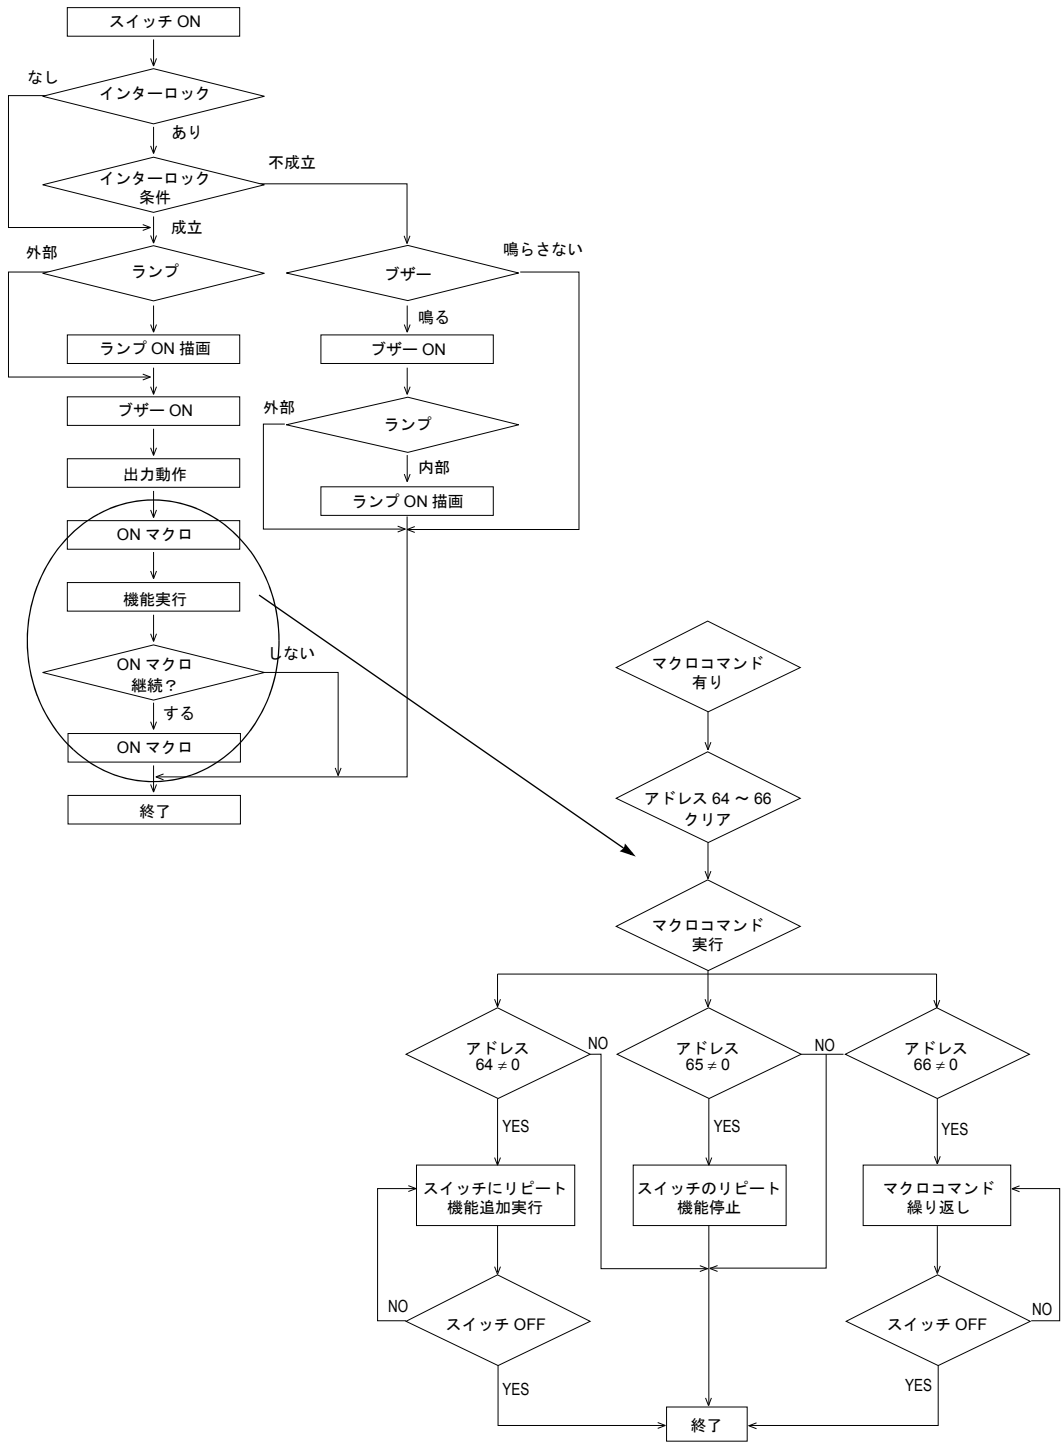 スイッチ ON
なし
インターロック
あり
インターロック
条件
不成立
成立
外部
ランプ
ブザー
鳴らさない
鳴る
ランプ ON 描画
ブザー ON
ブザー ON
外部
ランプ
出力動作
内部
ランプ ON 描画
ON マクロ
機能実行
ON マクロ
継続?
しない
する
ON マクロ
終了
マクロコマンド
有り
アドレス 64 ~ 66
クリア
マクロコマンド
実行
アドレス
64 ≠ 0
NO
アドレス
65 ≠ 0
NO
アドレス
66 ≠ 0
YES
YES
YES
スイッチにリピート
機能追加実行
スイッチのリピート
機能停止
マクロコマンド
繰り返し
NO
スイッチ OFF
スイッチ OFF
NO
YES
YES
終了